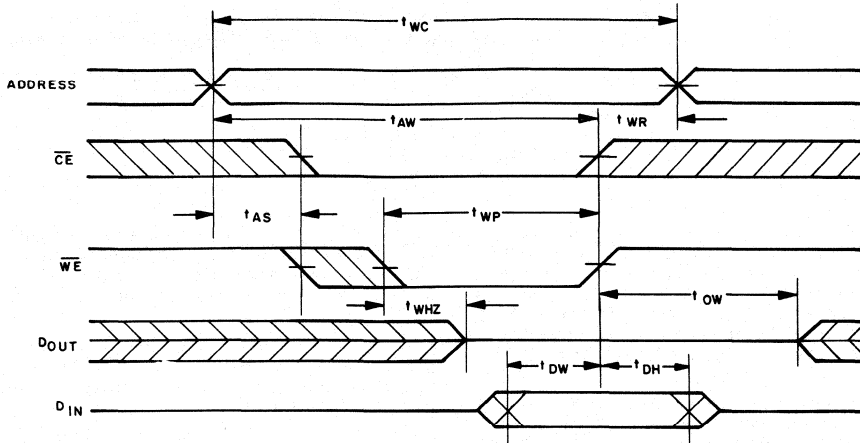 tWC
ADDRESS
tAW
tWR
CE
tAS
tWP
WE
tWHZ
tOW
DOUT
tDW
tDH
DIN